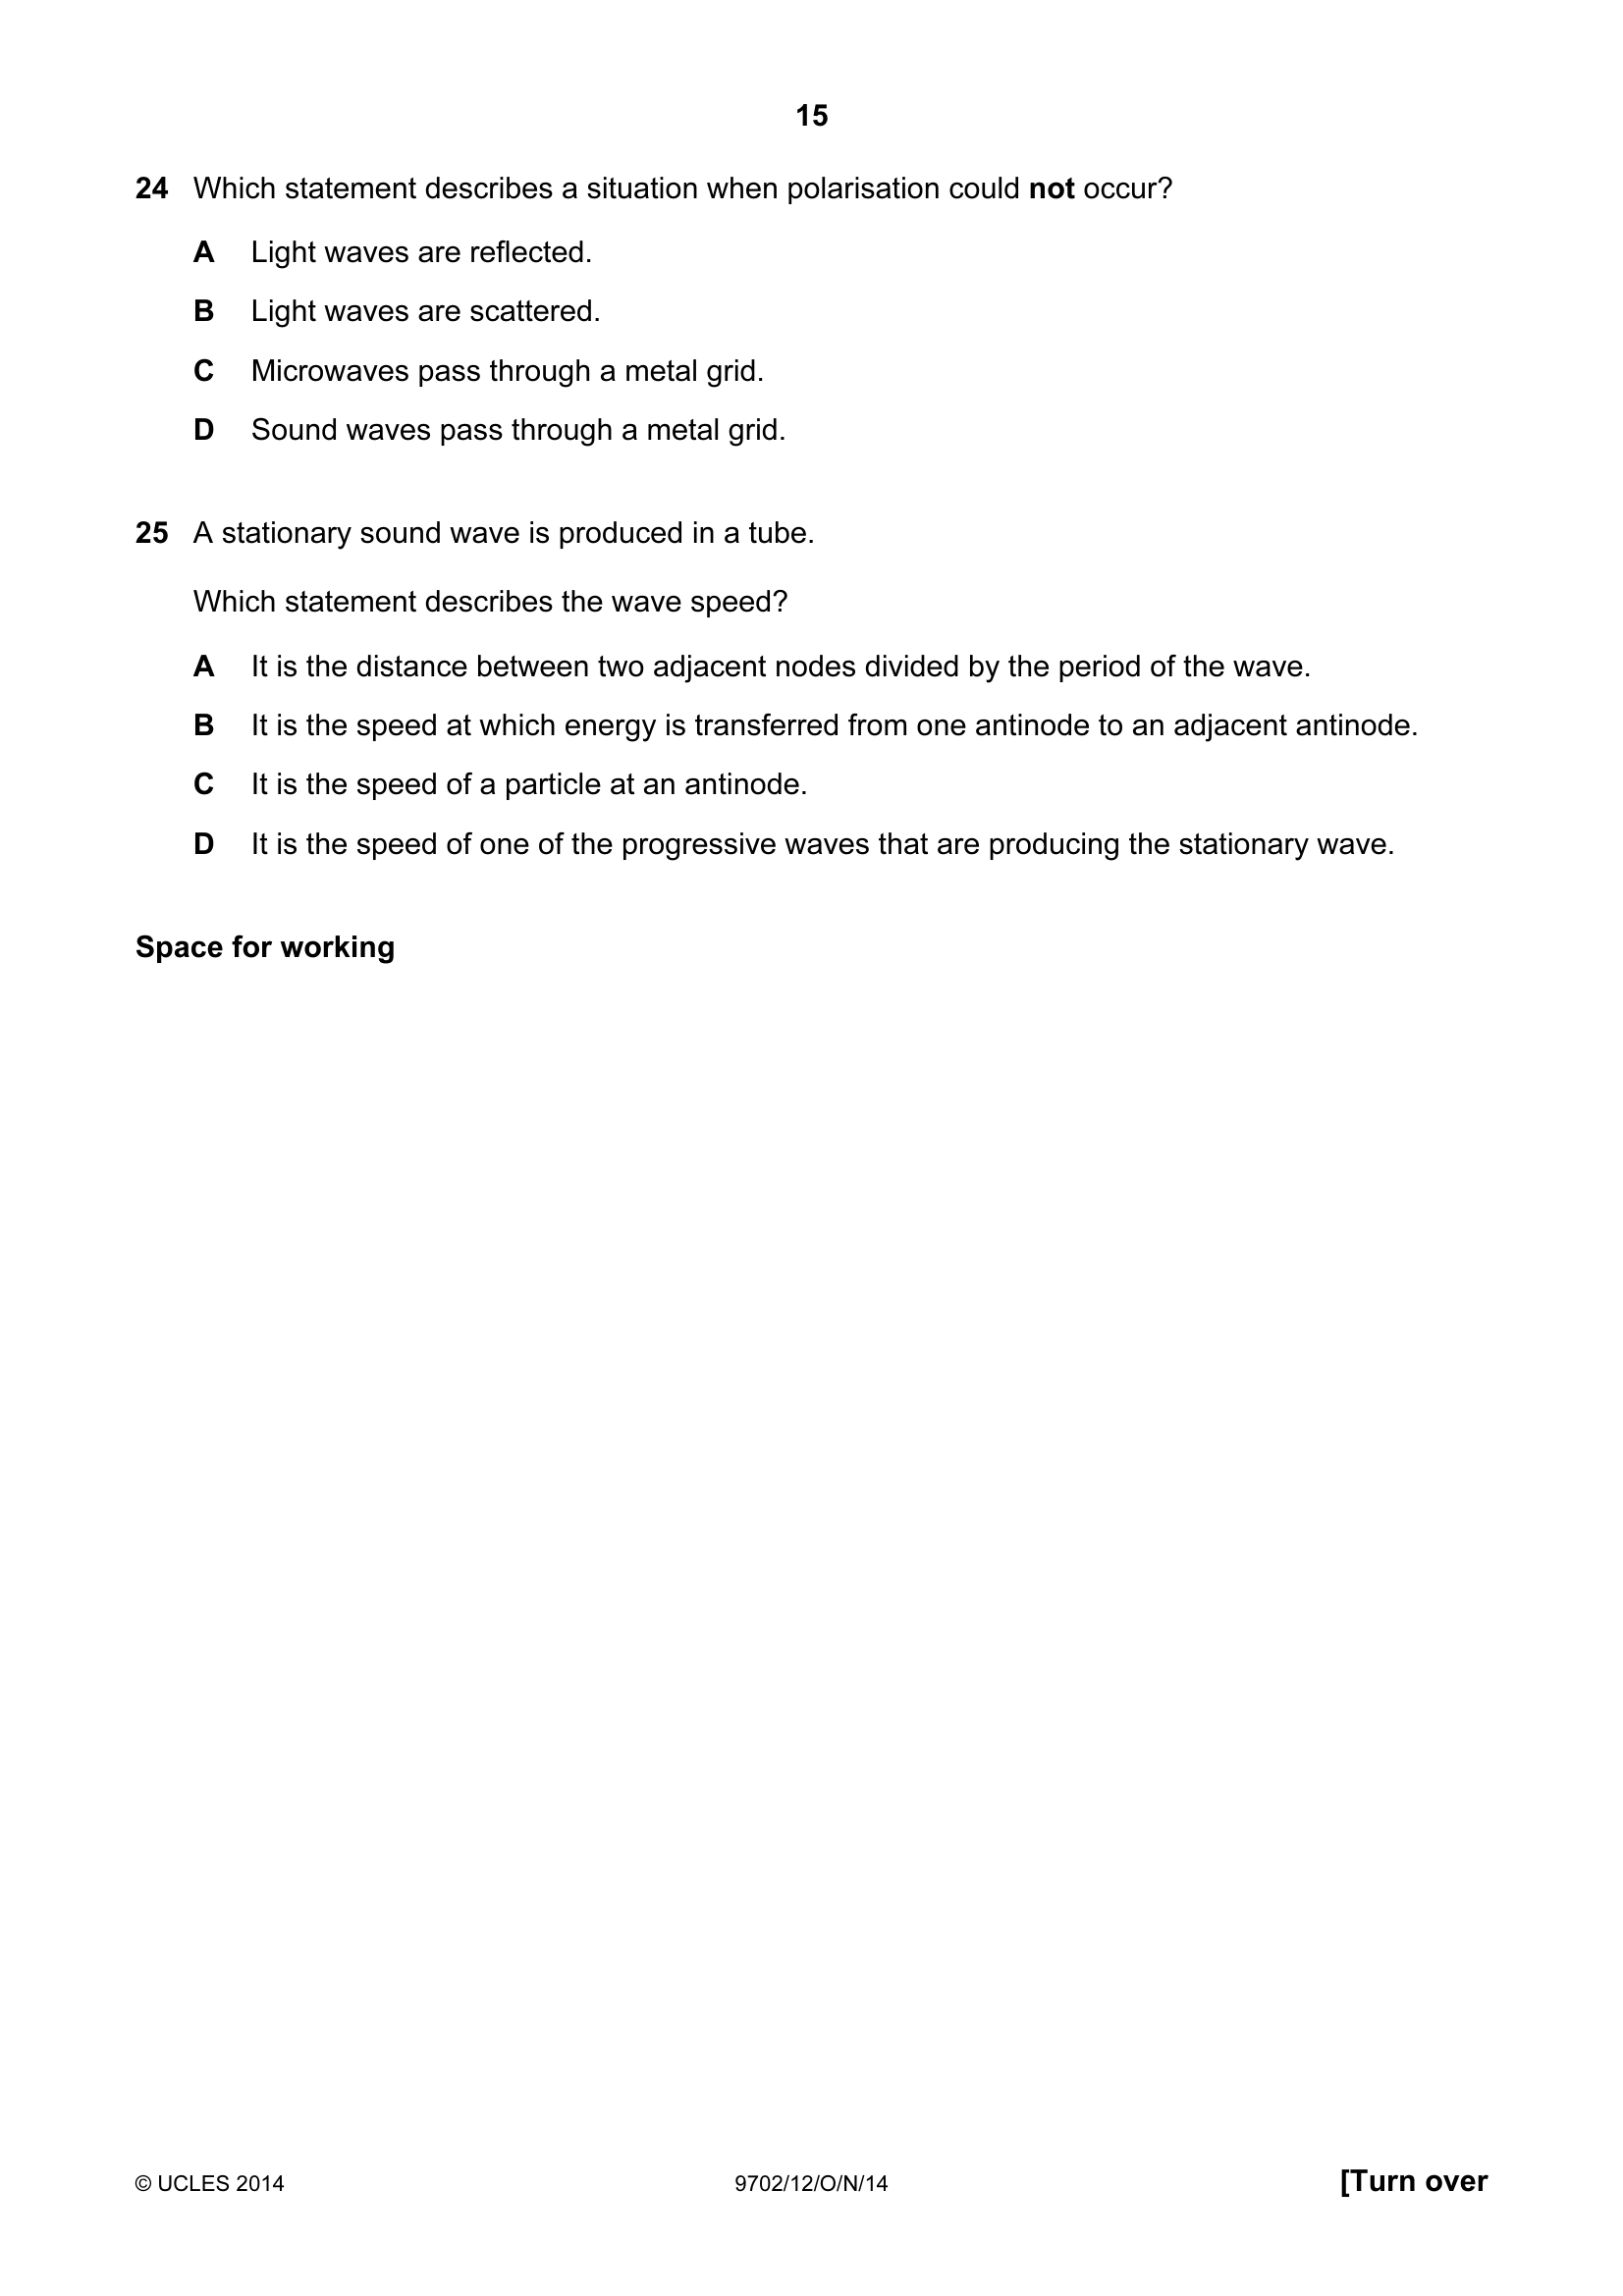 15
24 Which statement describes a situation when polarisation could not occur?
A Light waves are reflected.
B Light waves are scattered.
C Microwaves pass through a metal grid.
D Sound waves pass through a metal grid.
25 A stationary sound wave is produced in a tube.
Which statement describes the wave speed?
A It is the distance between two adjacent nodes divided by the period of the wave.
B It is the speed at which energy is transferred from one antinode to an adjacent antinode.
C It is the speed of a particle at an antinode.
D It is the speed of one of the progressive waves that are producing the stationary wave.
Space for working
© UCLES 2014 9702/12/O/N/14 [Turn over